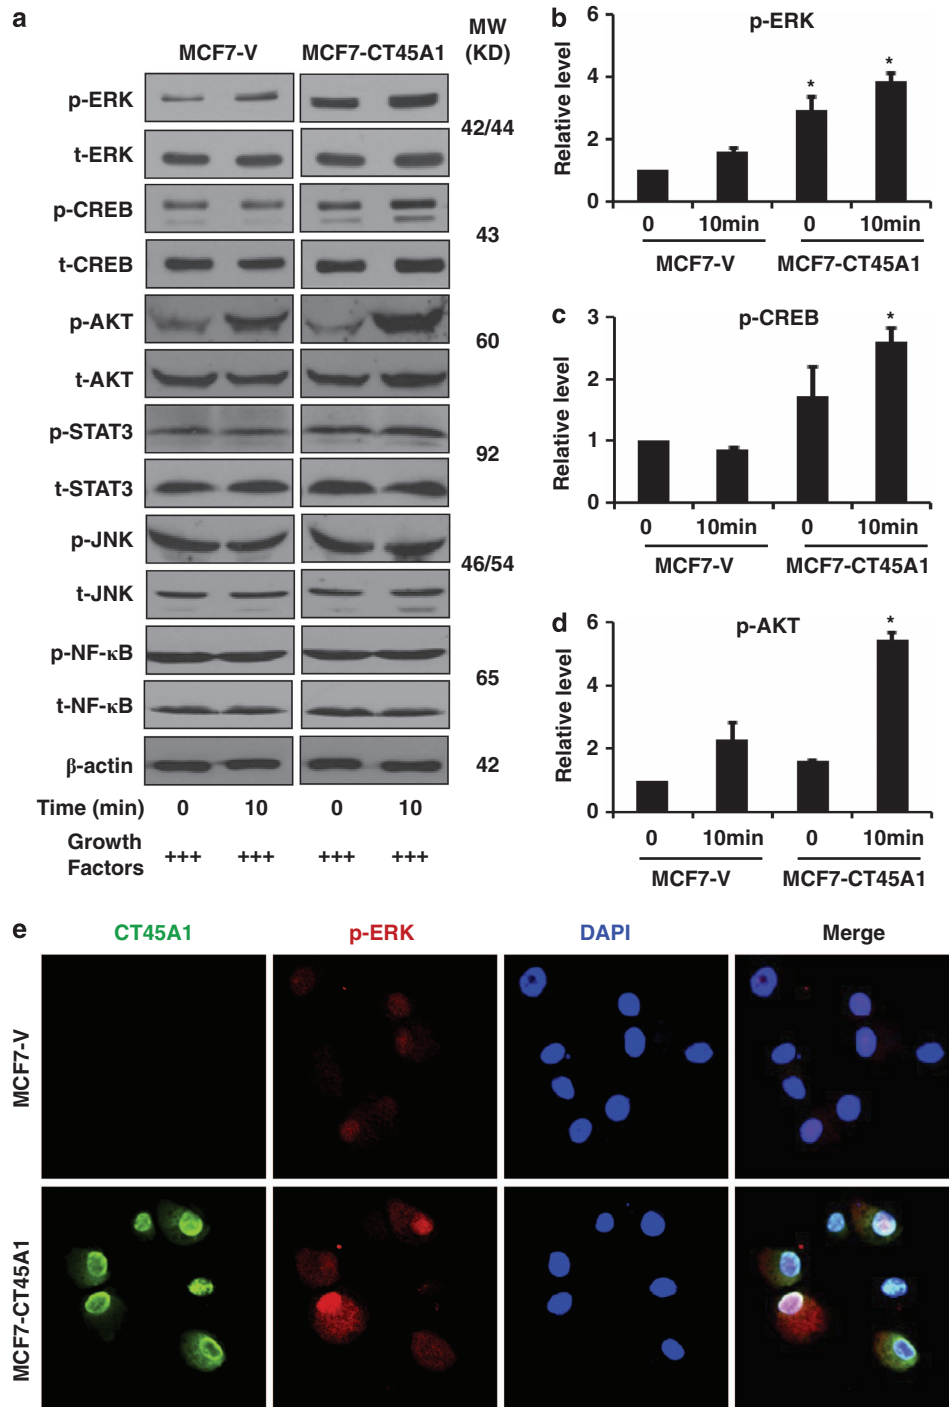 a
MCF7-V MCF7-CT45A1 MW (KD)
p-ERK
42/44
t-ERK
p-CREB
43
t-CREB
p-AKT
60
t-AKT
p-STAT3
92
t-STAT3
p-JNK
46/54
t-JNK
p-NF-κB
65
t-NF-κB
β-actin 42
Time (min) 0 10 0 10
Growth Factors +++ +++ +++ +++
b
p-ERK
Relative level
6
4
2
0
* *
0 10min 0 10min
MCF7-V MCF7-CT45A1
c
p-CREB
Relative level
3
2
1
0
*
0 10min 0 10min
MCF7-V MCF7-CT45A1
d
p-AKT
Relative level
6
4
2
0
*
0 10min 0 10min
MCF7-V MCF7-CT45A1
e
CT45A1 p-ERK DAPI Merge
MCF7-V
MCF7-CT45A1